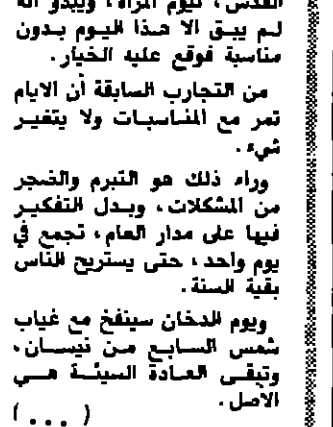 القدس، ليوم المرأة، ويبدو أنه
لم يبق الا هذا اليوم بدون
مناسبة فوقع عليه الخيار.
من التجارب السابقة أن الايام
تمر مع المناسبات ولا يتغير
شيء.
وراء ذلك هو التبرم والضجر
من المشكلات، وبدل التفكير
فيها على مدار العام، تجمع في
يوم واحد، حتى يستريح الناس
بقية السنة.
ويوم الدخان سينفخ مع غياب
شمس السابع من نيسان،
وتبقى العادة السيئة هي
الاصل.
( . . . )